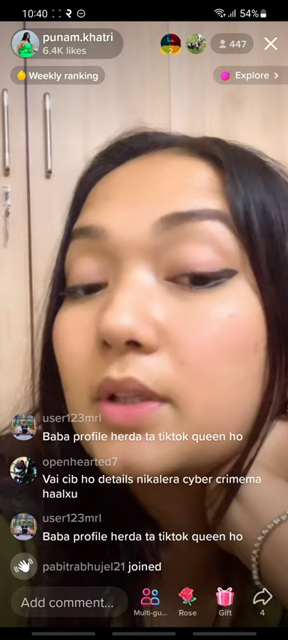 10:40
54%
punam.khatri
6.4K likes
447
Weekly ranking
Explore >
user123mrl
Baba profile herda ta tiktok queen ho
openhearted7
Vai cib ho details nikalera cyber crimema
haalxu
user123mrl
Baba profile herda ta tiktok queen ho
pabitrabhujel21 joined
Add comment...
Multi-gu...
Rose
Gift
4